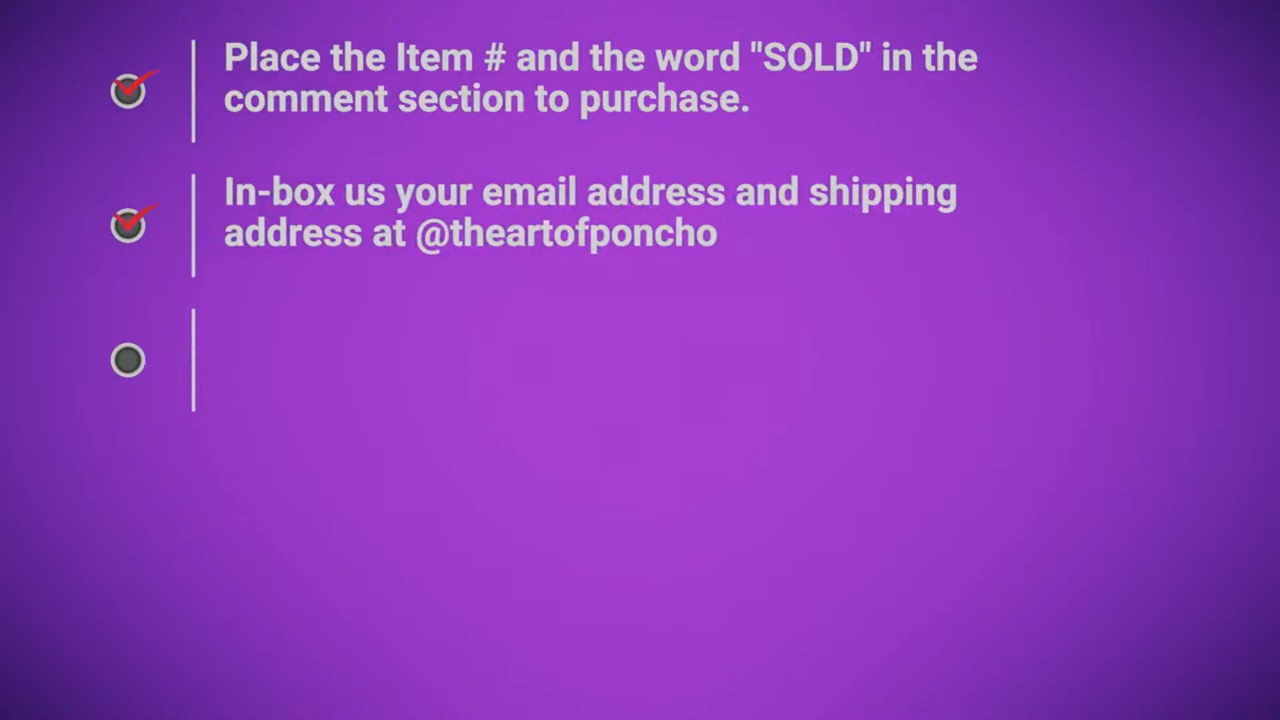 Place the Item # and the word "SOLD" in the
comment section to purchase.
In-box us your email address and shipping
address at @theartofponcho